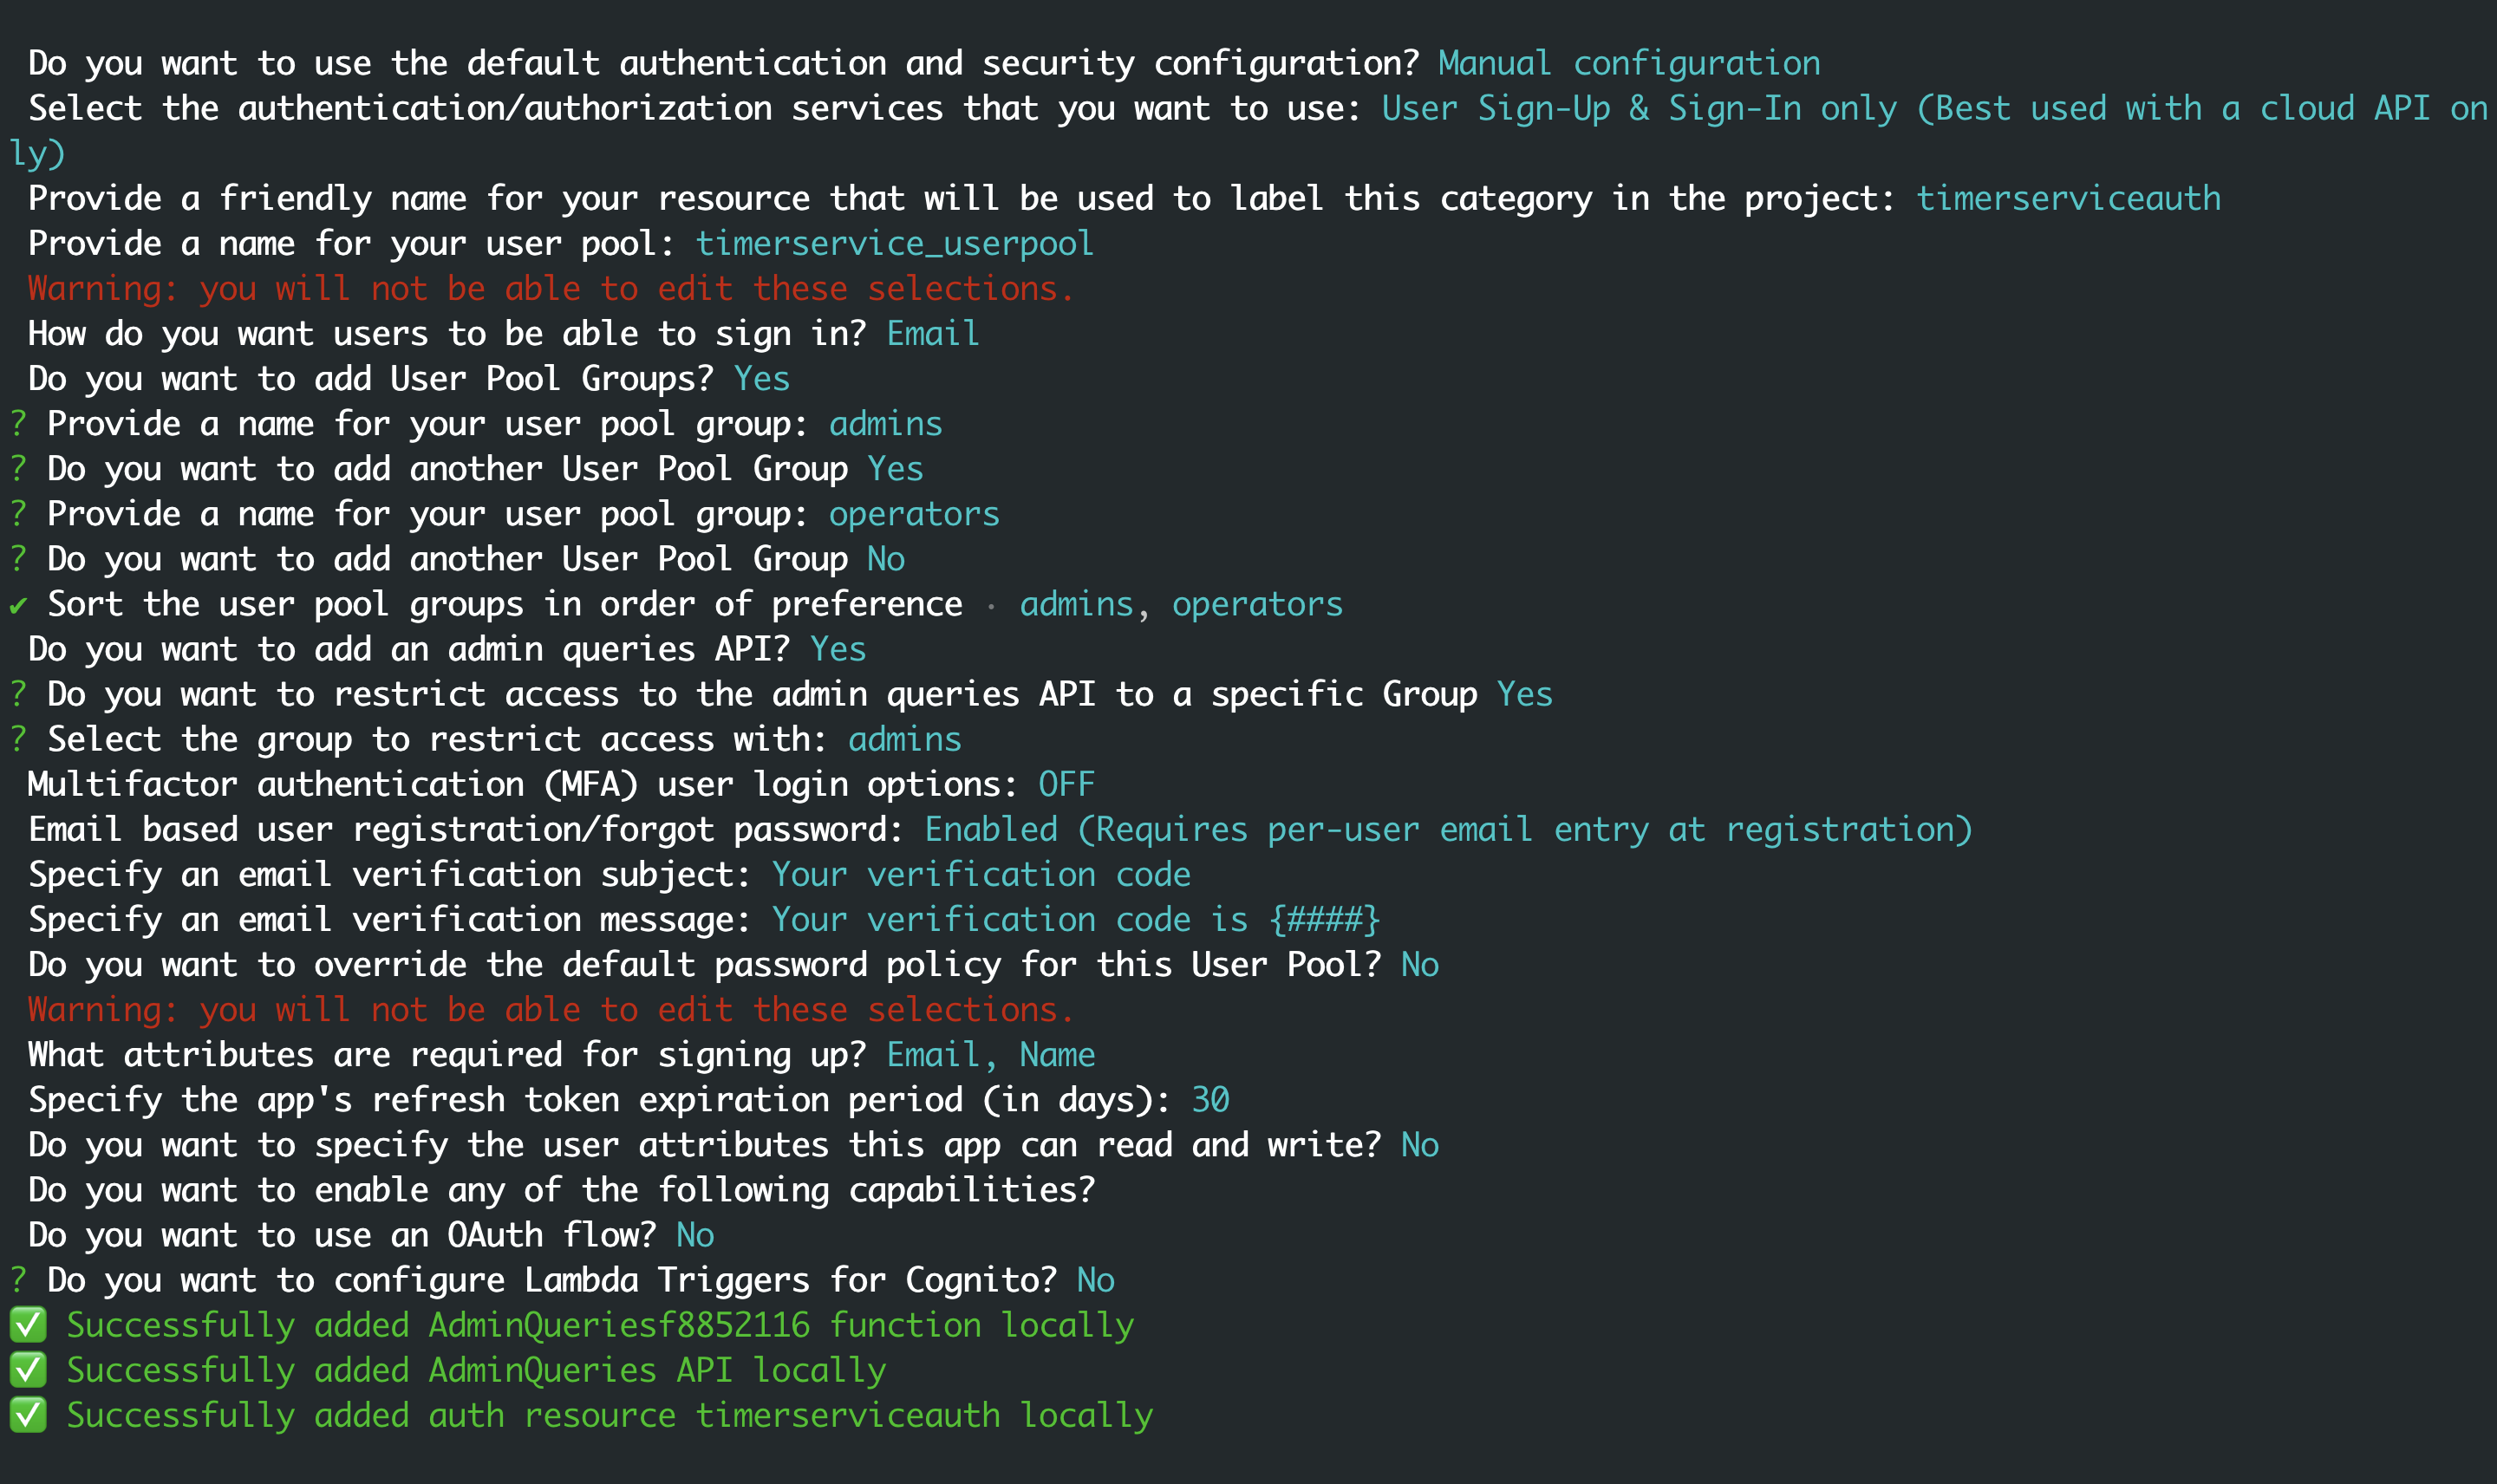 Do you want to use the default authentication and security configuration? Manual configuration
Select the authentication/authorization services that you want to use: User Sign-Up & Sign-In only (Best used with a cloud API on
ly)
Provide a friendly name for your resource that will be used to label this category in the project: timerserviceauth
Provide a name for your user pool: timerservice_userpool
Warning: you will not be able to edit these selections.
How do you want users to be able to sign in? Email
Do you want to add User Pool Groups? Yes
? Provide a name for your user pool group: admins
? Do you want to add another User Pool Group Yes
? Provide a name for your user pool group: operators
? Do you want to add another User Pool Group No
✔ Sort the user pool groups in order of preference · admins, operators
Do you want to add an admin queries API? Yes
? Do you want to restrict access to the admin queries API to a specific Group Yes
? Select the group to restrict access with: admins
Multifactor authentication (MFA) user login options: OFF
Email based user registration/forgot password: Enabled (Requires per-user email entry at registration)
Specify an email verification subject: Your verification code
Specify an email verification message: Your verification code is {####}
Do you want to override the default password policy for this User Pool? No
Warning: you will not be able to edit these selections.
What attributes are required for signing up? Email, Name
Specify the app's refresh token expiration period (in days): 30
Do you want to specify the user attributes this app can read and write? No
Do you want to enable any of the following capabilities?
Do you want to use an OAuth flow? No
? Do you want to configure Lambda Triggers for Cognito? No
✅ Successfully added AdminQueriesf8852116 function locally
✅ Successfully added AdminQueries API locally
✅ Successfully added auth resource timerserviceauth locally